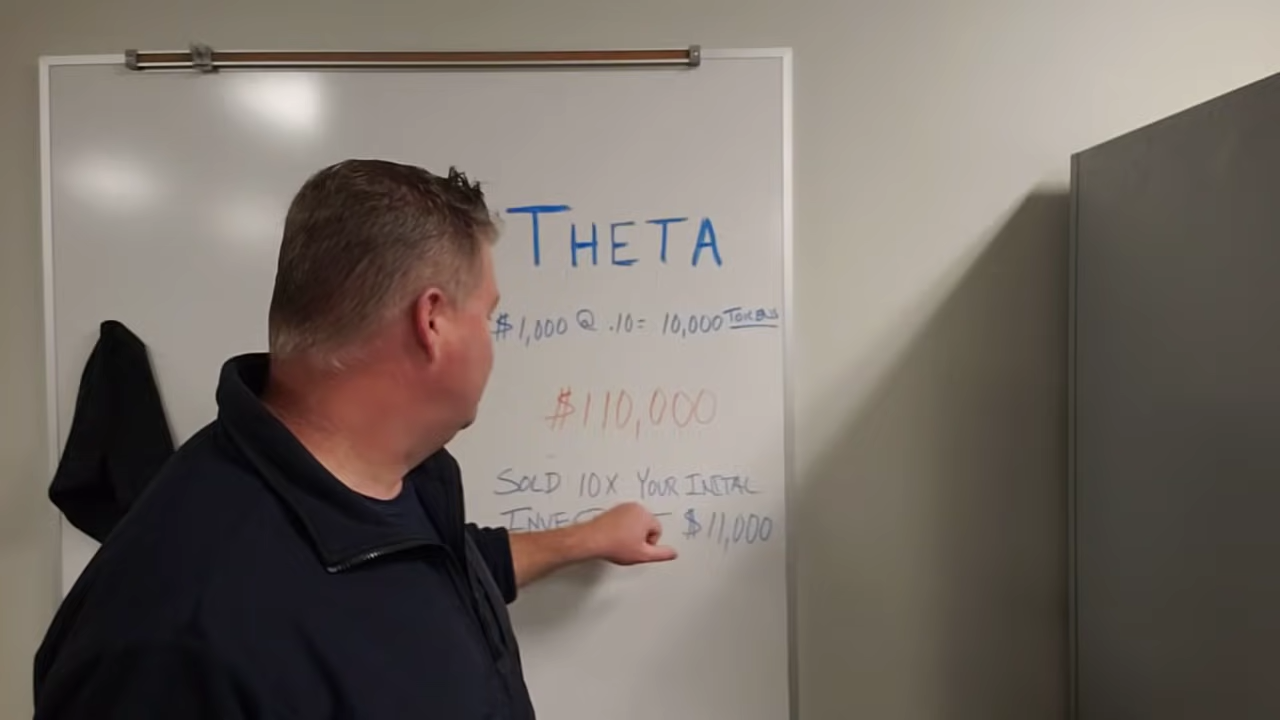 THETA
$1,000 @ .10 = 10,000 TOKENS
$110,000
SOLD 10X YOUR INITAL
$11,000